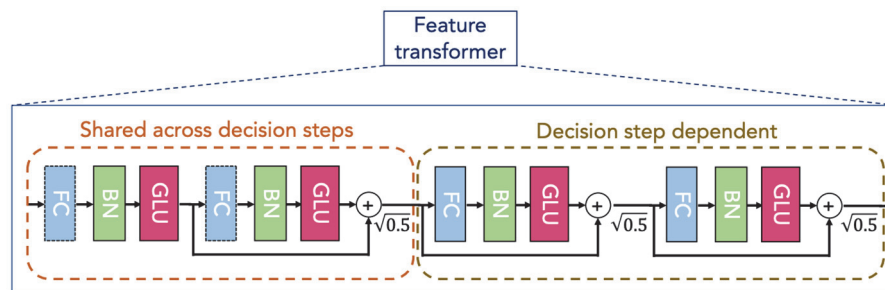 Feature
transformer
Shared across decision steps
Decision step dependent
FC
BN
GLU
FC
BN
GLU
+
√0.5
FC
BN
GLU
+
√0.5
FC
BN
GLU
+
√0.5